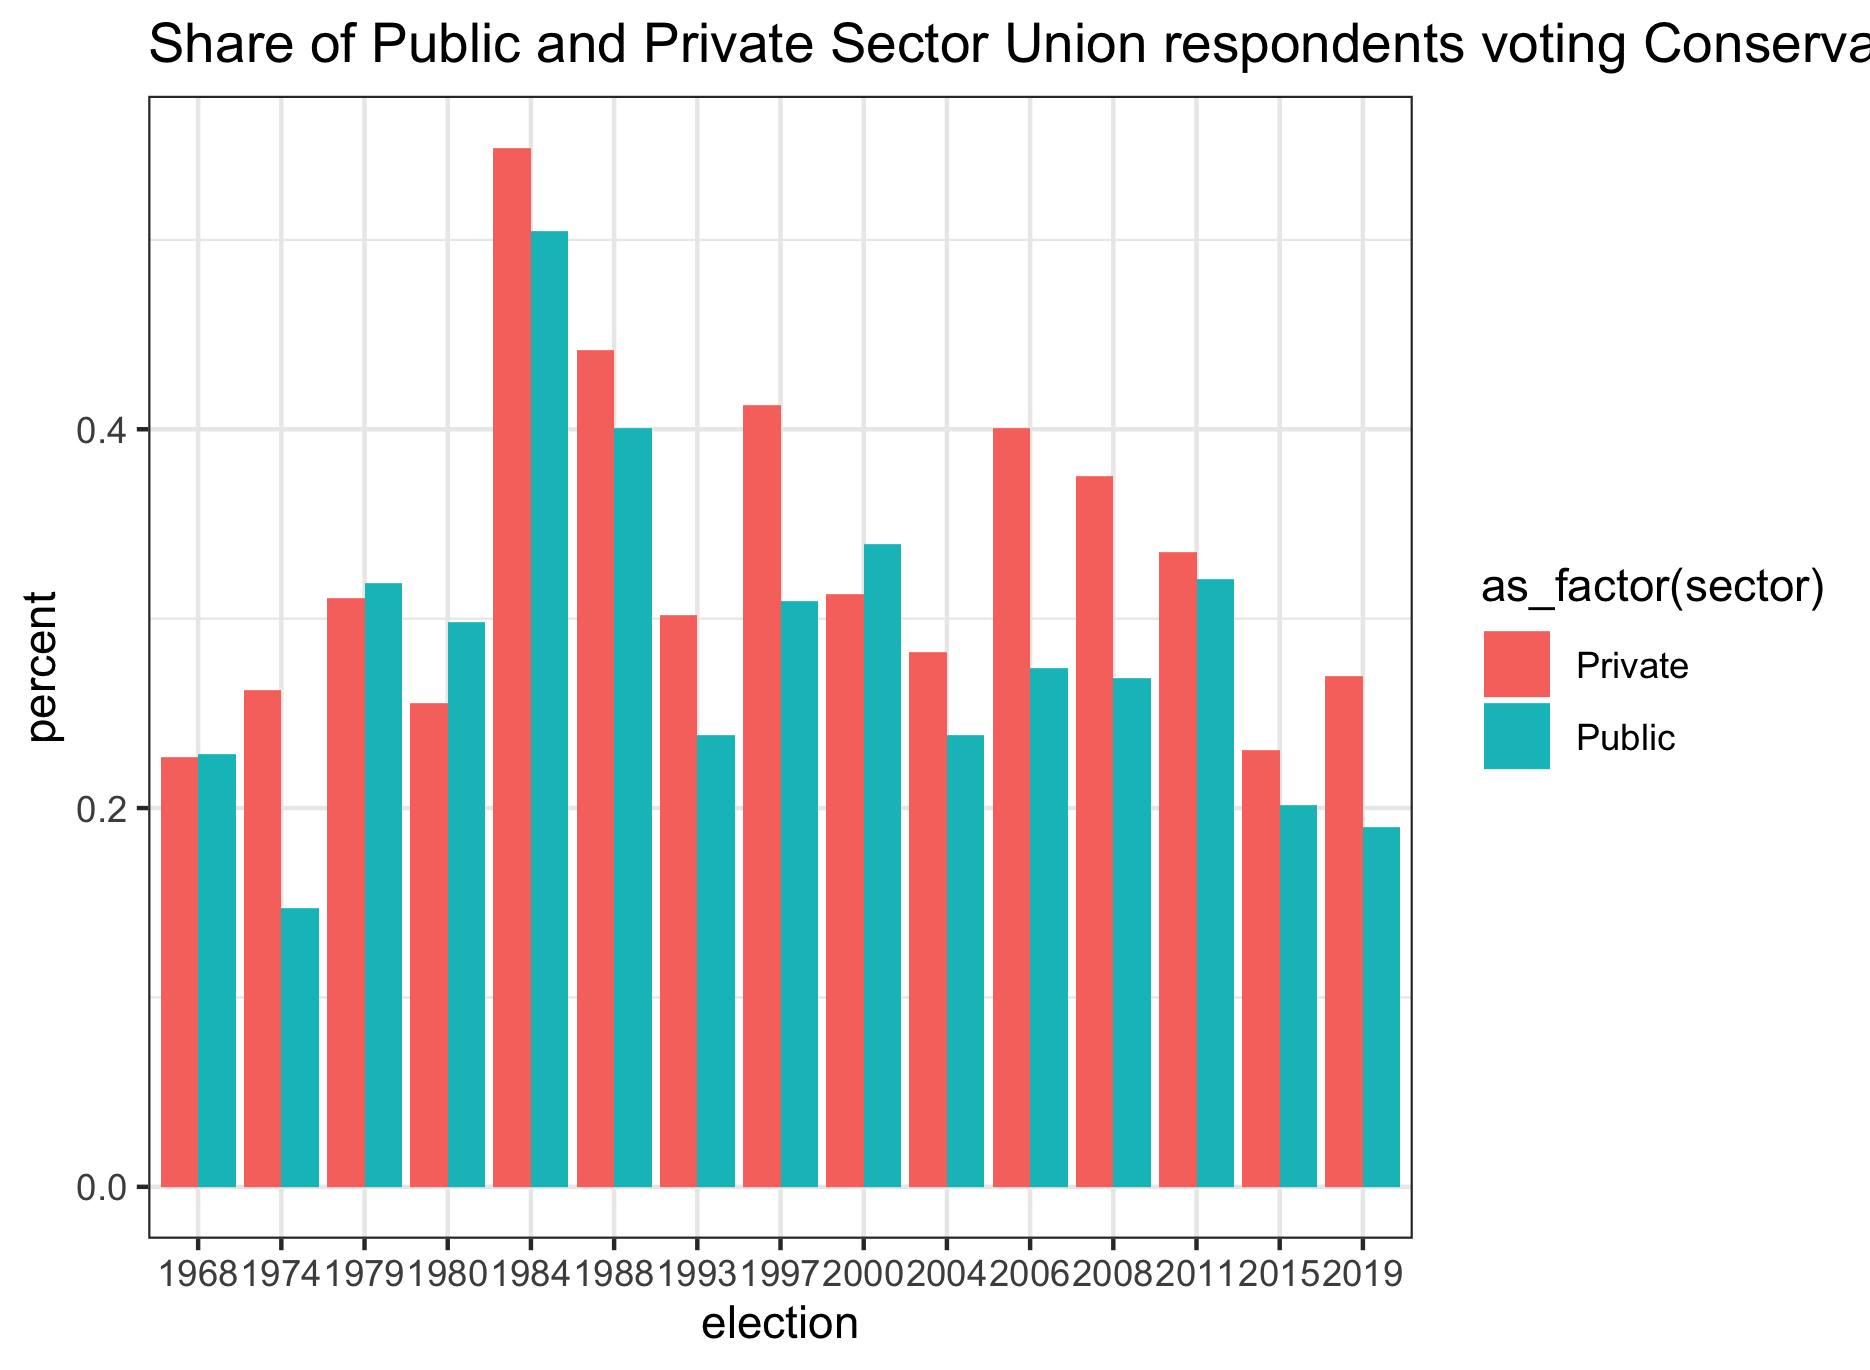 Share of Public and Private Sector Union respondents voting Conserva
percent
0.4
0.2
0.0
1968 1974 1979 1980 1984 1988 1993 1997 2000 2004 2006 2008 2011 2015 2019
election
as_factor(sector)
Private
Public